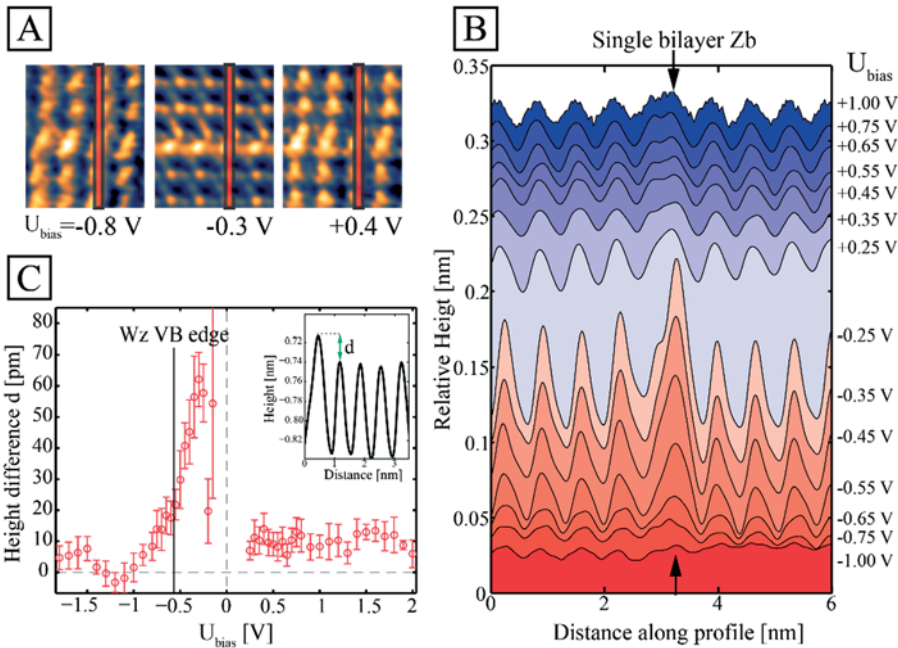 A
U_bias=-0.8 V
-0.3 V
+0.4 V
B
Single bilayer Zb
U_bias
0.35
0.3
0.25
0.2
0.15
0.1
0.05
0
Relative Heigt [nm]
+1.00 V
+0.75 V
+0.65 V
+0.55 V
+0.45 V
+0.35 V
+0.25 V
-0.25 V
-0.35 V
-0.45 V
-0.55 V
-0.65 V
-0.75 V
-1.00 V
0
2
4
6
Distance along profile [nm]
C
Wz VB edge
80
70
60
50
40
30
20
10
0
Height difference d [pm]
−1.5
−1
−0.5
0
0.5
1
1.5
2
U_bias [V]
d
−0.72
−0.74
−0.76
−0.78
−0.80
−0.82
Height [nm]
0
1
2
3
Distance [nm]